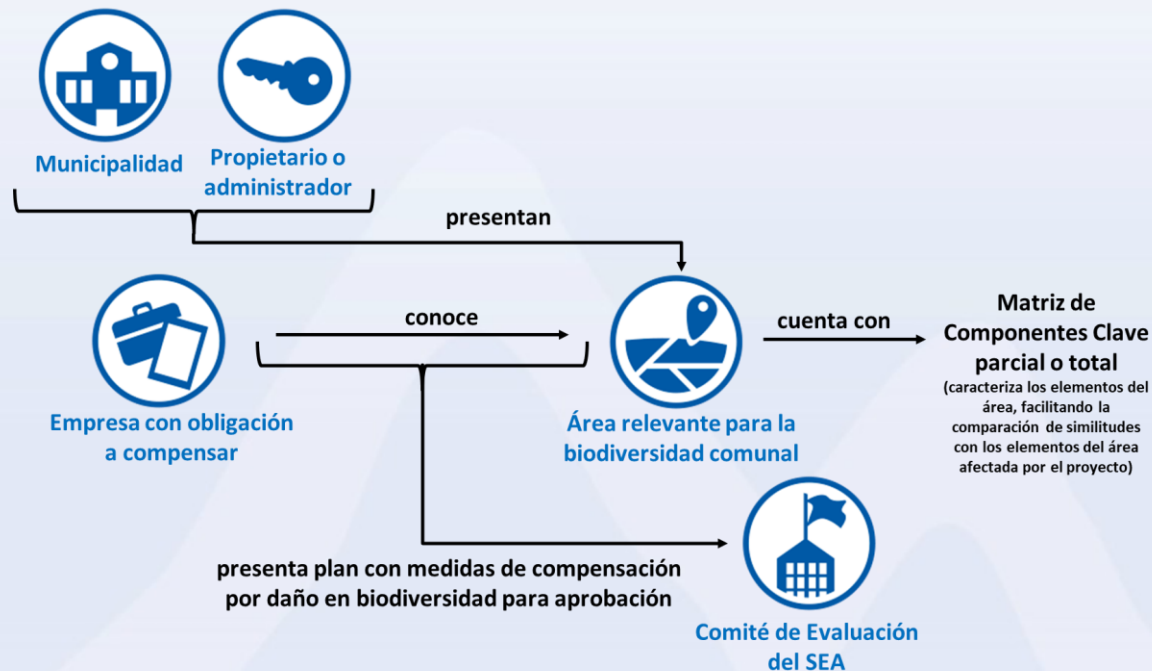 Municipalidad
Propietario o
administrador
presentan
Empresa con obligación
a compensar
conoce
Área relevante para la
biodiversidad comunal
cuenta con
Matriz de
Componentes Clave
parcial o total
(caracteriza los elementos del
área, facilitando la
comparación de similitudes
con los elementos del área
afectada por el proyecto)
presenta plan con medidas de compensación
por daño en biodiversidad para aprobación
Comité de Evaluación
del SEA